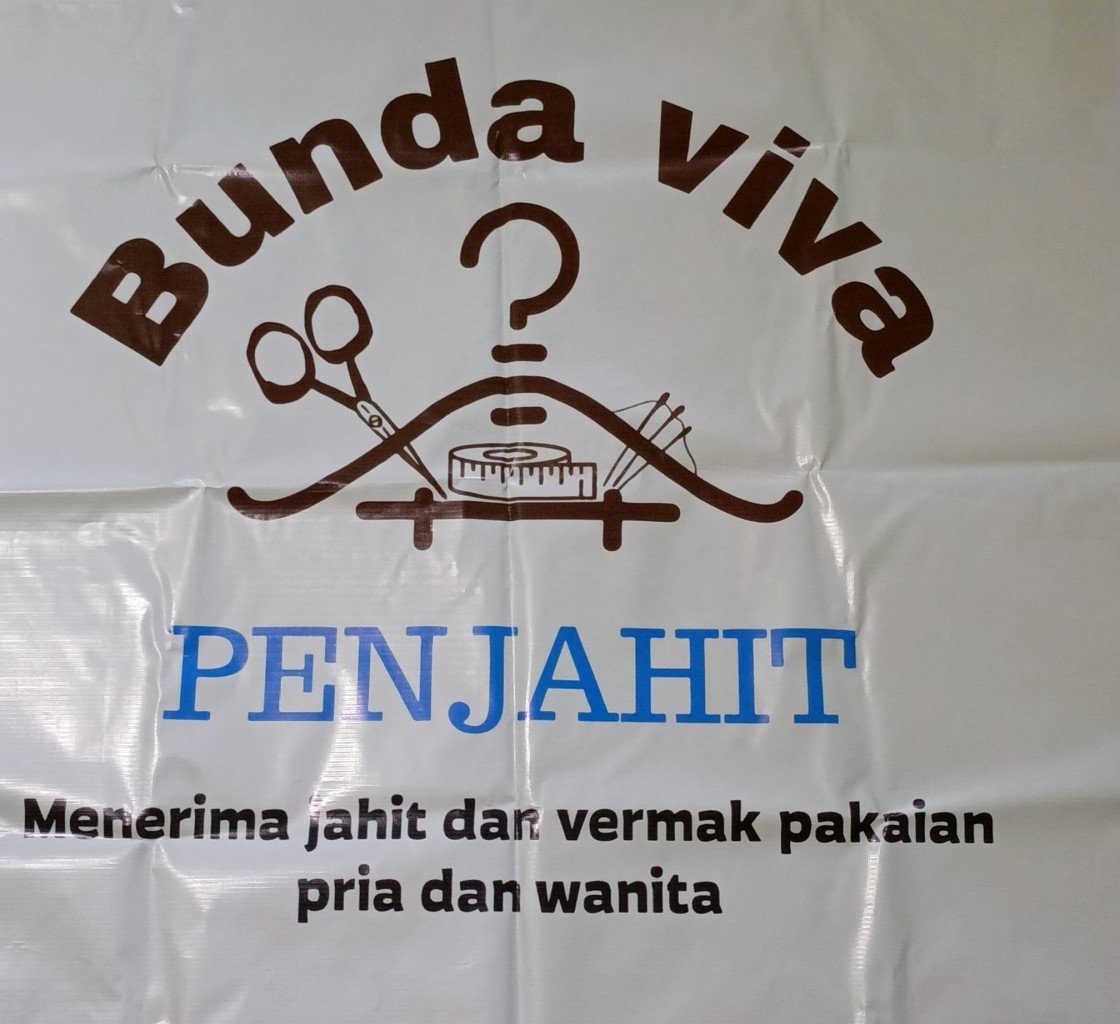 Bunda viva
PENJAHIT
Menerima jahit dan vermak pakaian
pria dan wanita